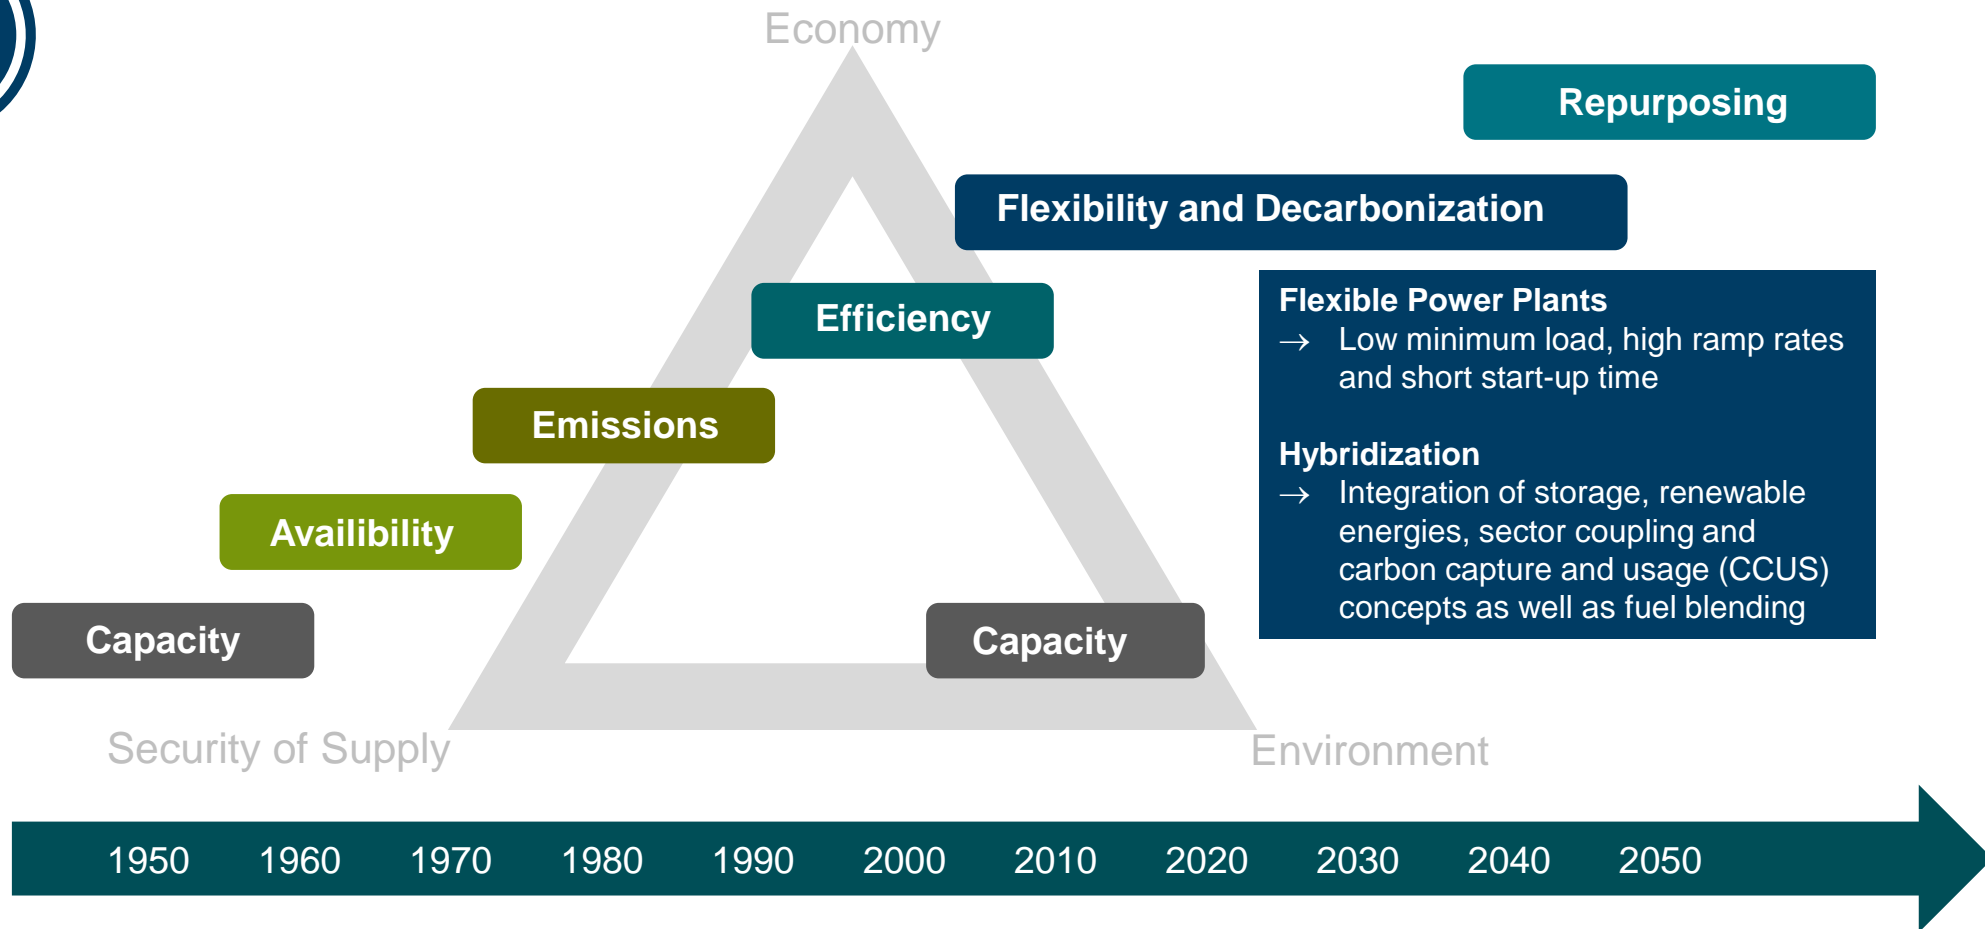 Economy
Repurposing
Flexibility and Decarbonization
Efficiency
Flexible Power Plants
→ Low minimum load, high ramp rates
and short start-up time
Emissions
Hybridization
→ Integration of storage, renewable
energies, sector coupling and
carbon capture and usage (CCUS)
concepts as well as fuel blending
Availibility
Capacity
Capacity
Security of Supply
Environment
1950 1960 1970 1980 1990 2000 2010 2020 2030 2040 2050